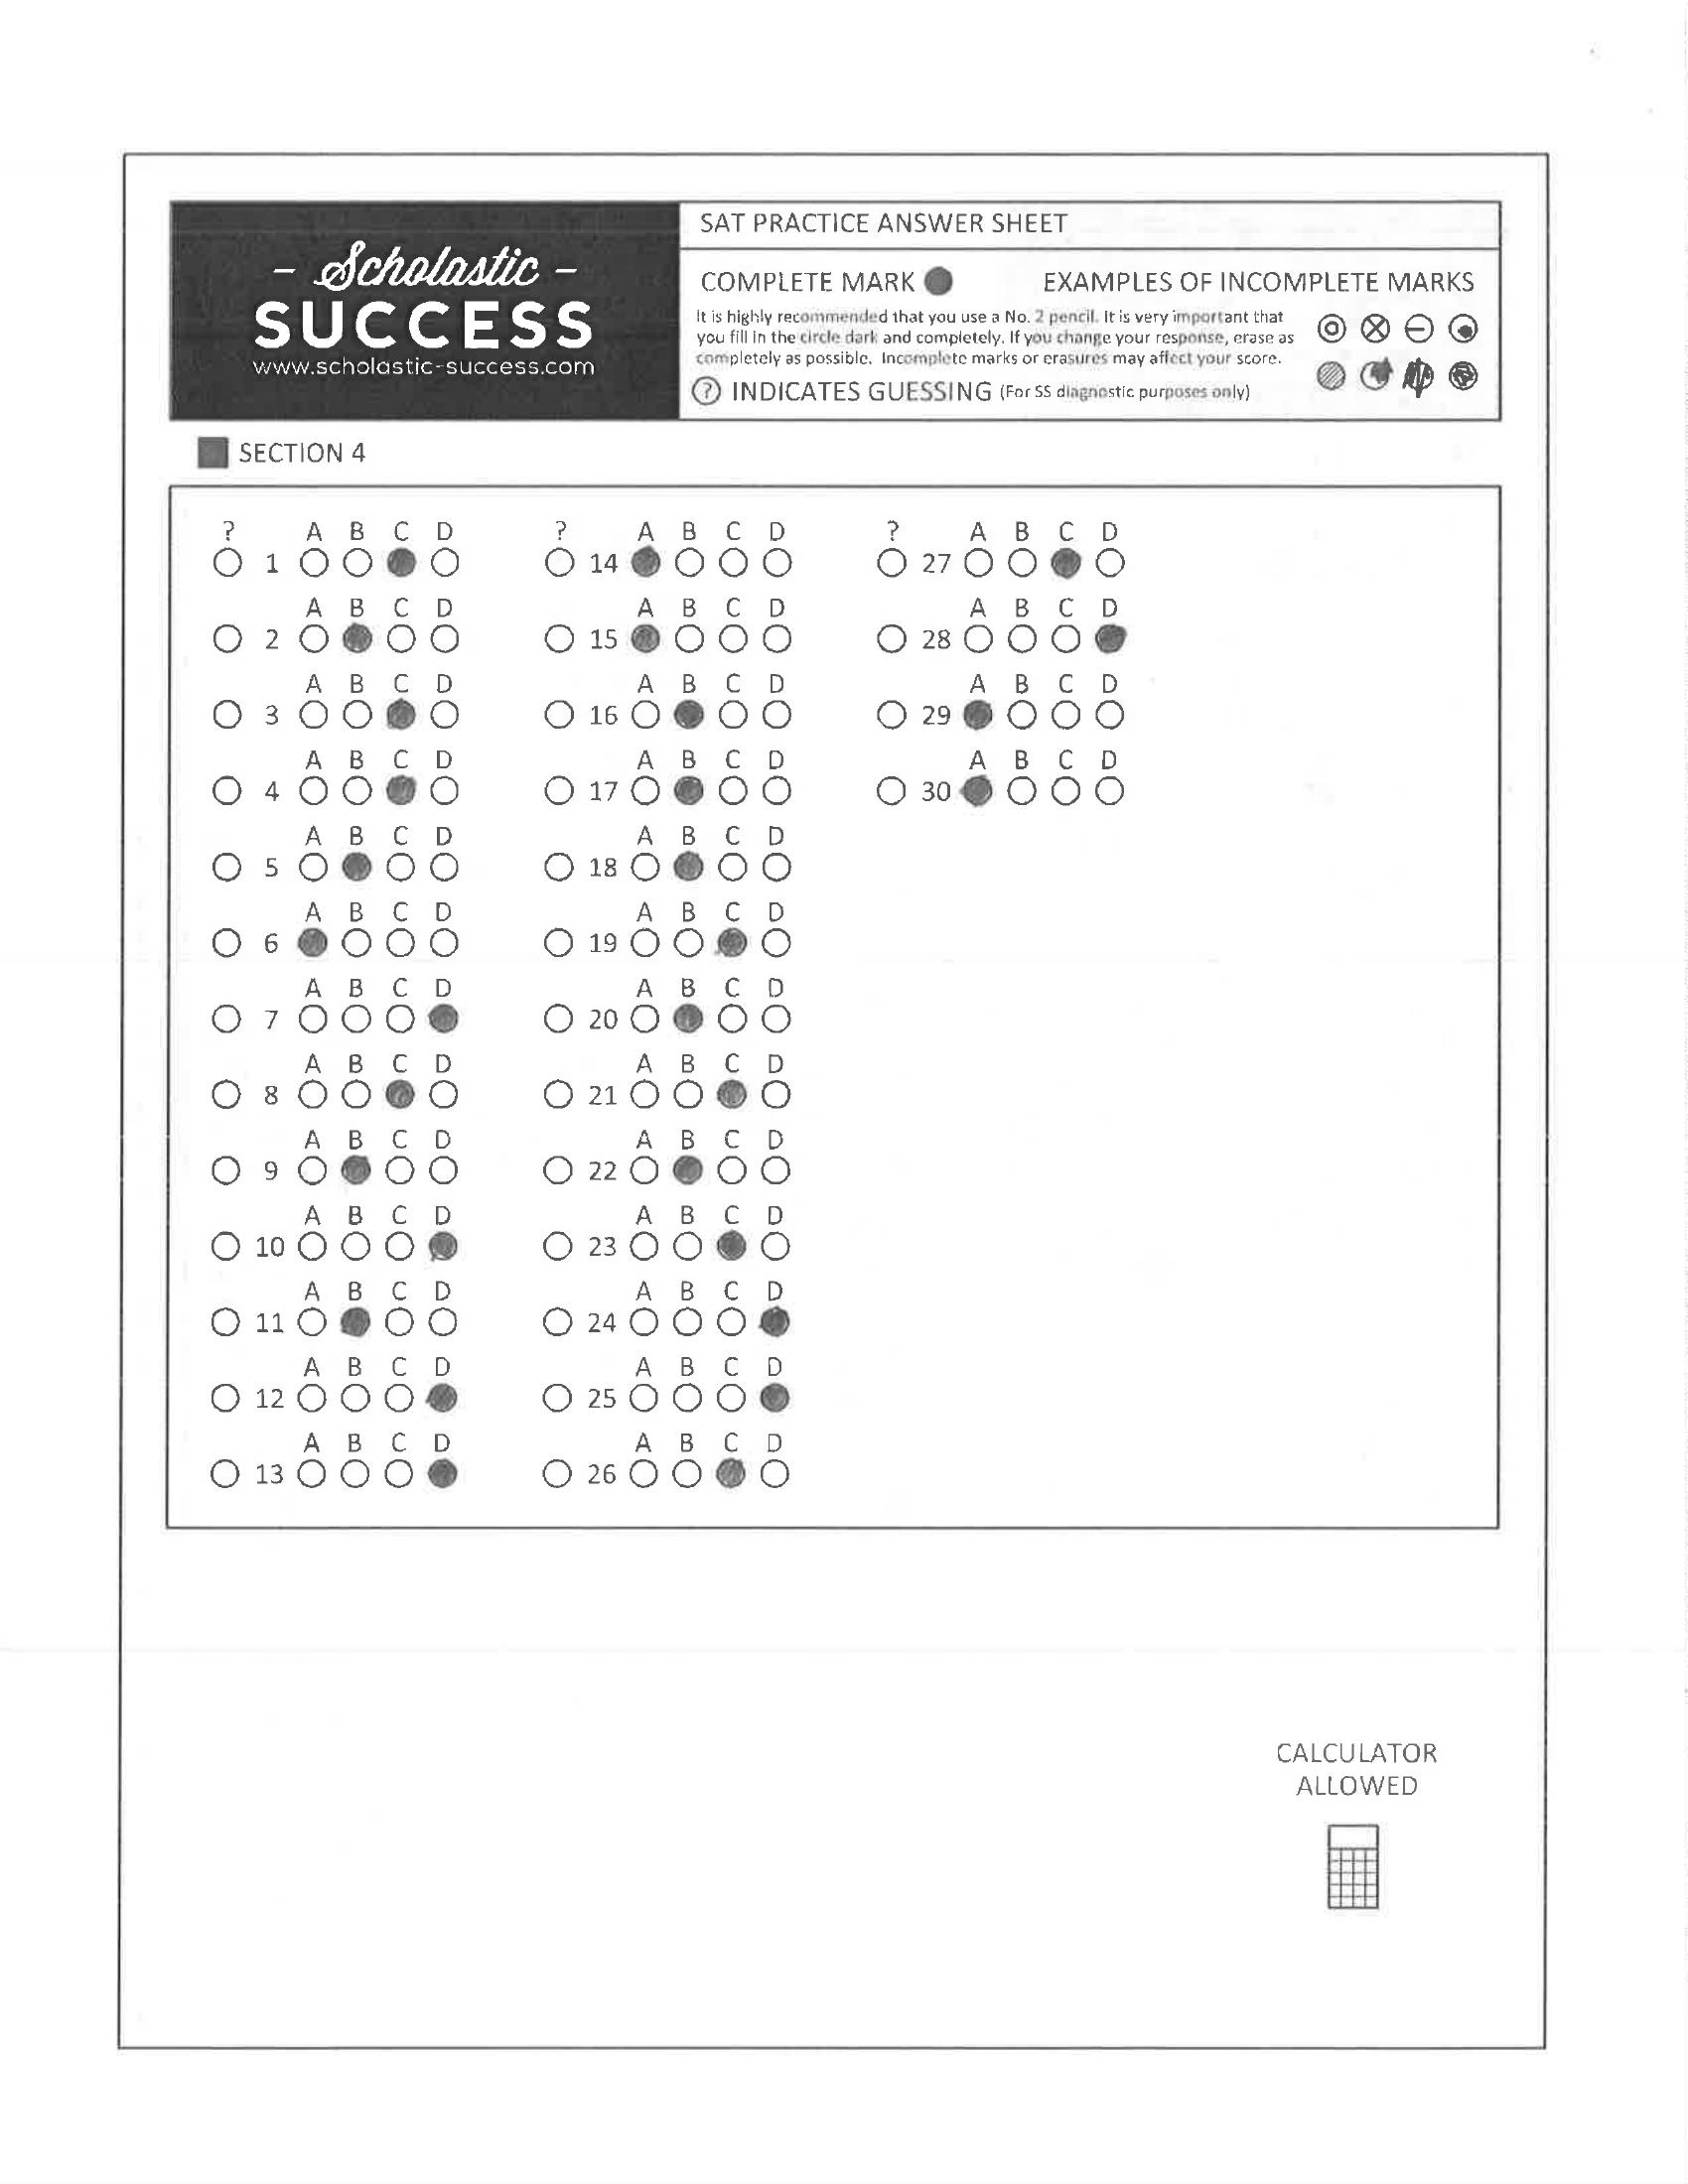 - Scholastic -
SUCCESS
www.scholastic-success.com
SAT PRACTICE ANSWER SHEET
COMPLETE MARK
EXAMPLES OF INCOMPLETE MARKS
It is highly recommended that you use a No. 2 pencil. It is very important that
you fill in the circle dark and completely. If you change your response, erase as
completely as possible. Incomplete marks or erasures may affect your score.
? INDICATES GUESSING (For SS diagnostic purposes only)
SECTION 4
? A B C D
1
A B C D
2
A B C D
3
A B C D
4
A B C D
5
A B C D
6
A B C D
7
A B C D
8
A B C D
9
A B C D
10
A B C D
11
A B C D
12
A B C D
13
? A B C D
14
A B C D
15
A B C D
16
A B C D
17
A B C D
18
A B C D
19
A B C D
20
A B C D
21
A B C D
22
A B C D
23
A B C D
24
A B C D
25
A B C D
26
? A B C D
27
A B C D
28
A B C D
29
A B C D
30
CALCULATOR
ALLOWED